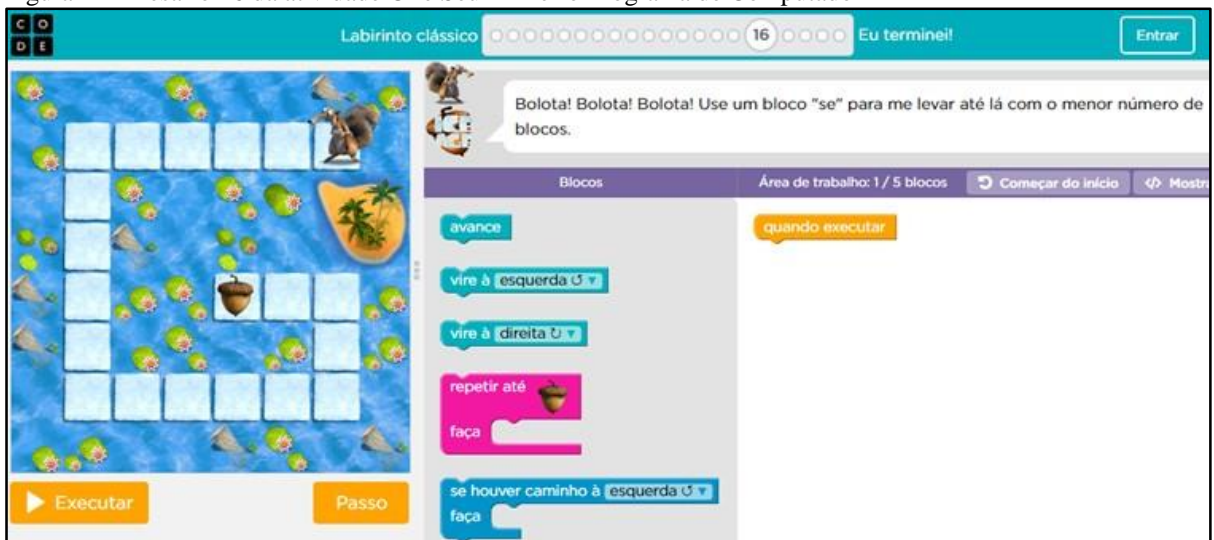 C O
D E
Labirinto clássico
16
Eu terminei!
Entrar
Bolota! Bolota! Bolota! Use um bloco "se" para me levar até lá com o menor número de
blocos.
Blocos
Área de trabalho: 1 / 5 blocos
Começar do início
</> Mostr
avance
vire à esquerda ↺ ▼
vire à direita ↻ ▼
repetir até
faça
se houver caminho à esquerda ↺ ▼
faça
quando executar
Executar
Passo